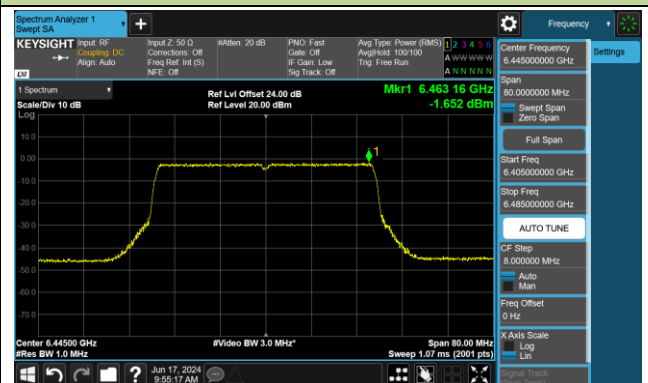 Spectrum Analyzer 1
Swept SA
Frequency
KEYSIGHT
Input: RF
Coupling: DC
Align: Auto
Input Z: 50 Ω
Corrections: Off
Freq Ref: Int (S)
NFE: Off
#Atten: 20 dB
PNO: Fast
Gate: Off
IF Gain: Low
Sig Track: Off
Avg Type: Power (RMS)
Avg|Hold: 100/100
Trig: Free Run
1 2 3 4 5 6
A W W W W W
A N N N N N
LXI
1 Spectrum
Scale/Div 10 dB
Log
Ref Lvl Offset 24.00 dB
Ref Level 20.00 dBm
Mkr1 6.463 16 GHz
-1.652 dBm
1
10.0
0.00
-10.0
-20.0
-30.0
-40.0
-50.0
-60.0
-70.0
Center 6.44500 GHz
#Res BW 1.0 MHz
#Video BW 3.0 MHz*
Span 80.00 MHz
Sweep 1.07 ms (2001 pts)
Jun 17, 2024
9:55:17 AM
Center Frequency
6.445000000 GHz
Settings
Span
80.0000000 MHz
Swept Span
Zero Span
Full Span
Start Freq
6.405000000 GHz
Stop Freq
6.485000000 GHz
AUTO TUNE
CF Step
8.000000 MHz
Auto
Man
Freq Offset
0 Hz
X Axis Scale
Log
Lin
Signal Track